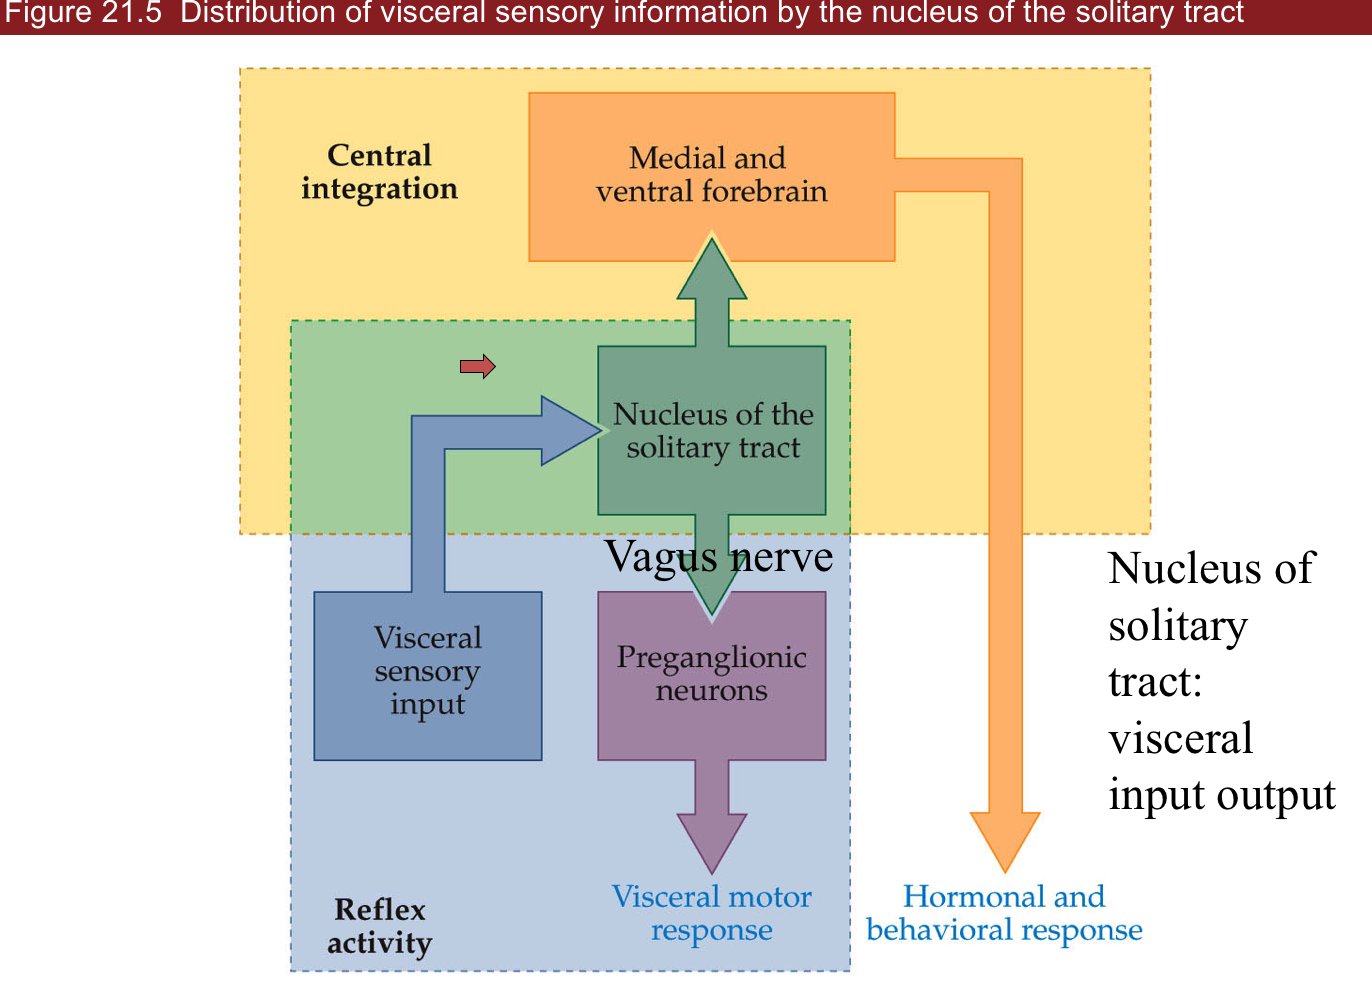 Figure 21.5 Distribution of visceral sensory information by the nucleus of the solitary tract
Central
integration
Medial and
ventral forebrain
Nucleus of the
solitary tract
Vagus nerve
Visceral
sensory
input
Preganglionic
neurons
Nucleus of
solitary
tract:
visceral
input output
Reflex
activity
Visceral motor
response
Hormonal and
behavioral response